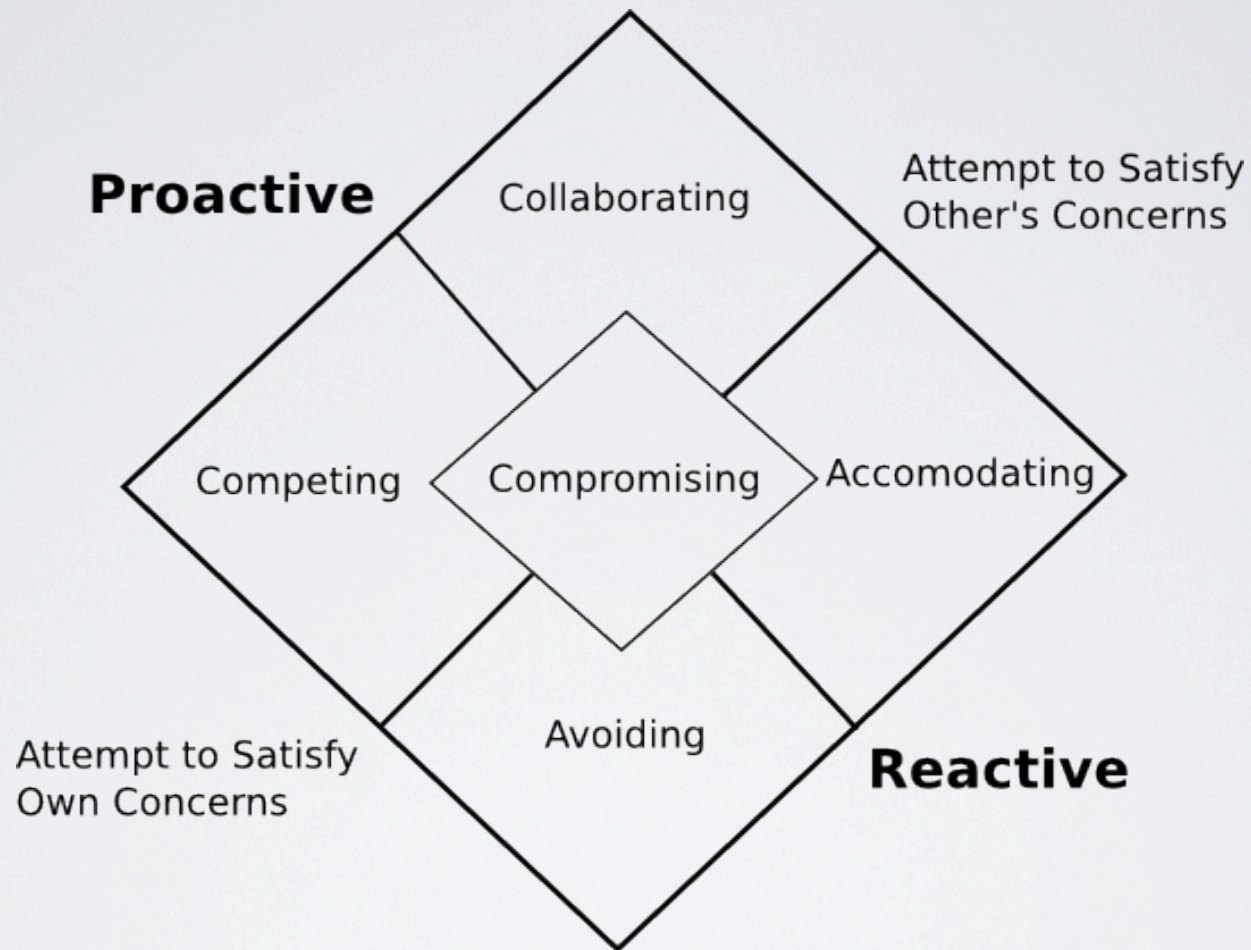 Proactive
Collaborating
Attempt to Satisfy
Other's Concerns
Competing
Compromising
Accomodating
Avoiding
Attempt to Satisfy
Own Concerns
Reactive